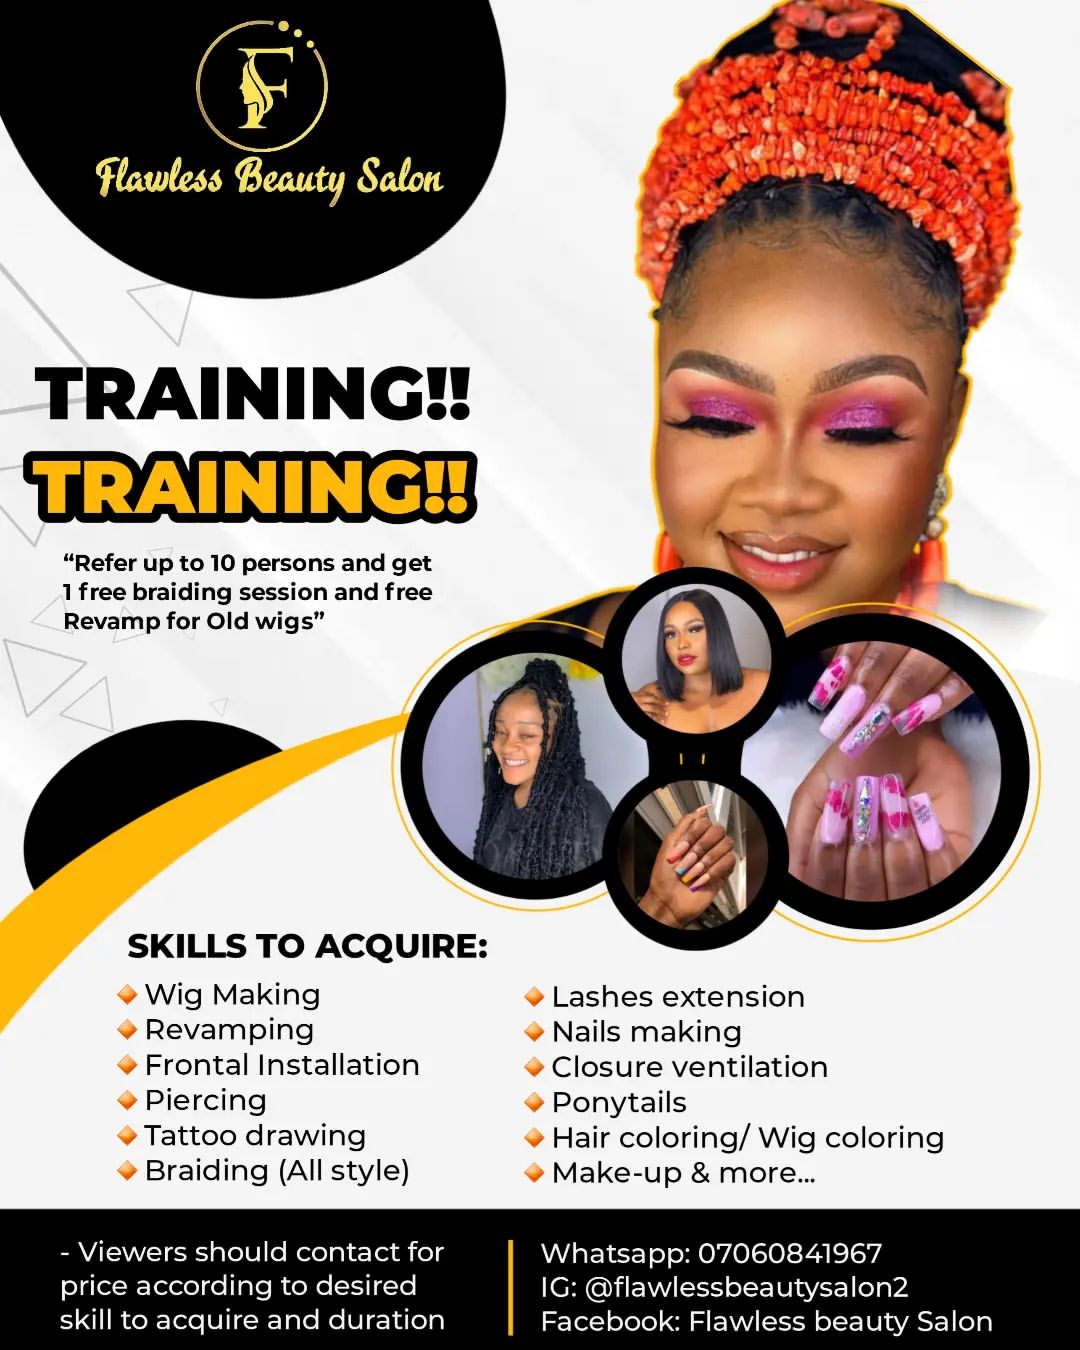 F
Flawless Beauty Salon
TRAINING!!
TRAINING!!
“Refer up to 10 persons and get
1 free braiding session and free
Revamp for Old wigs”
SKILLS TO ACQUIRE:
Wig Making
Revamping
Frontal Installation
Piercing
Tattoo drawing
Braiding (All style)
Lashes extension
Nails making
Closure ventilation
Ponytails
Hair coloring/ Wig coloring
Make-up & more...
- Viewers should contact for
price according to desired
skill to acquire and duration
Whatsapp: 07060841967
IG: @flawlessbeautysalon2
Facebook: Flawless beauty Salon